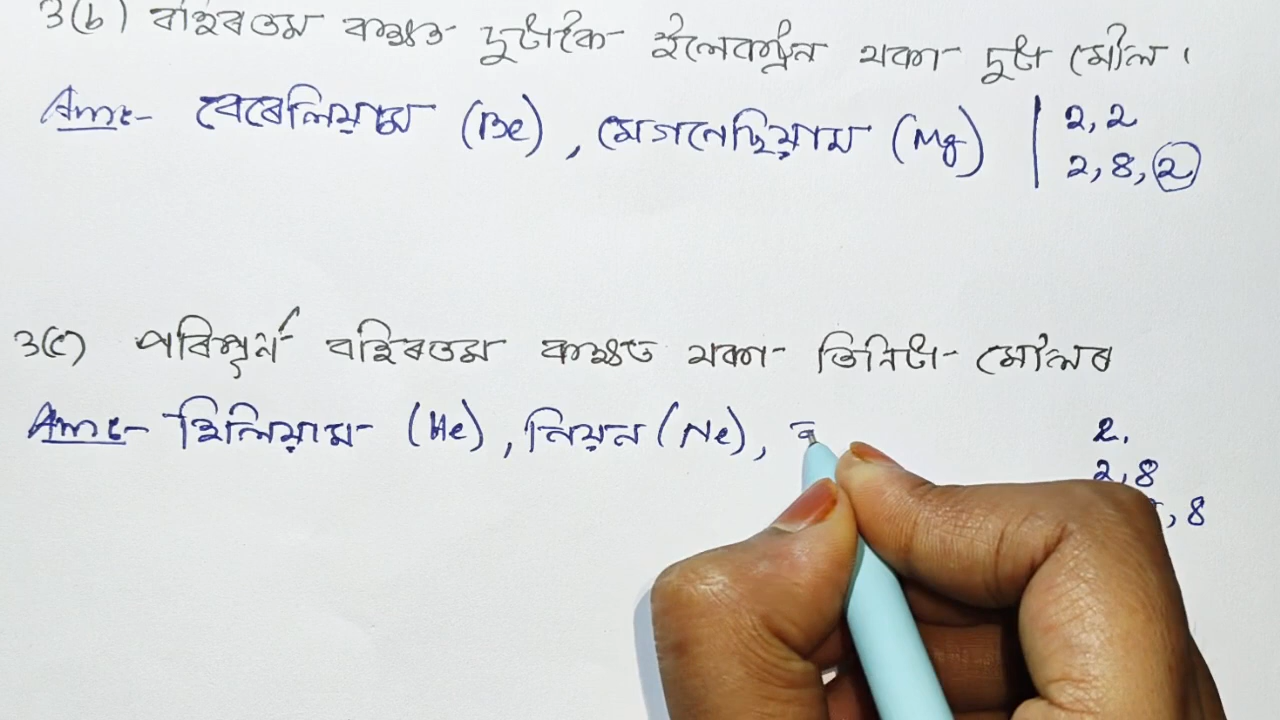 3(b) বহিৰতম কক্ষত দুটাকৈ ইলেকট্ৰন থকা দুটা মৌল।
Ans:- বেৰেলিয়াম (Be), মেগনেছিয়াম (Mg) | 2, 2
2, 8, 2
3(c) পৰিপূৰ্ন বহিৰতম কক্ষত থকা তিনিটা মৌলৰ
Ans:- হিলিয়াম (He), নিয়ন (Ne),
2.
2, 8
, 8